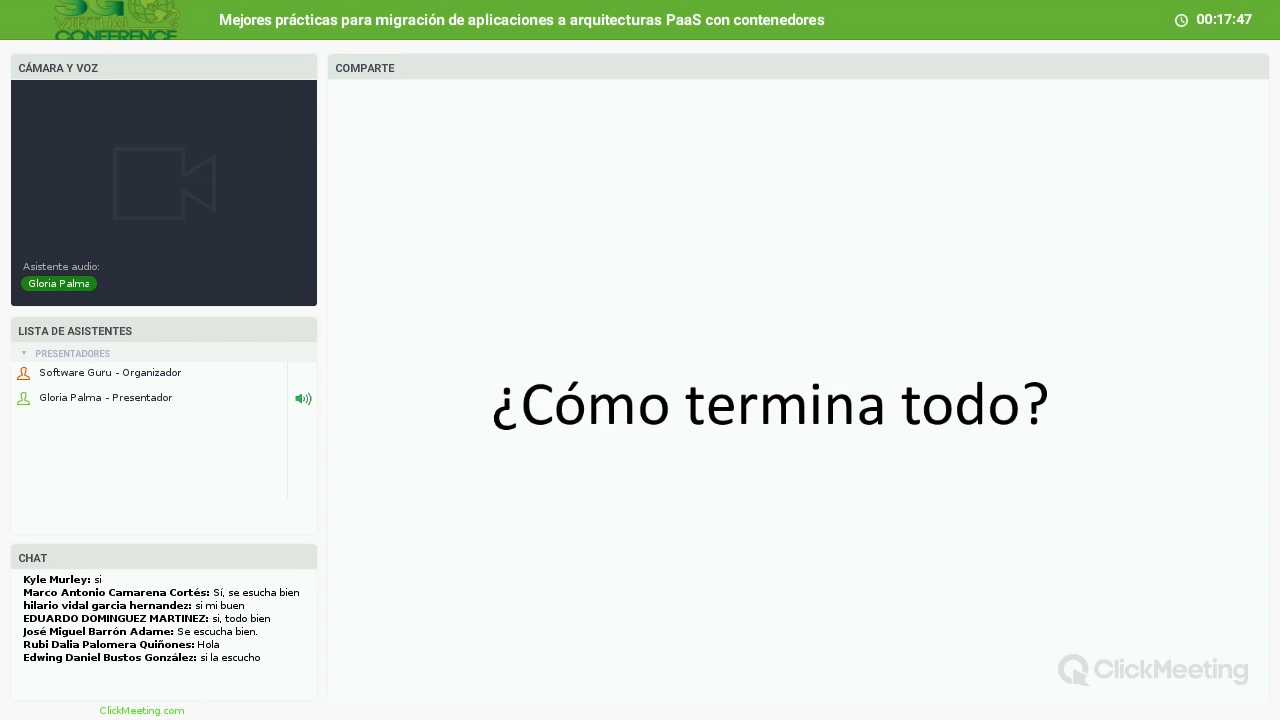 SG
VIRTUAL
CONFERENCE
Mejores prácticas para migración de aplicaciones a arquitecturas PaaS con contenedores
00:17:47
CÁMARA Y VOZ
Asistente audio:
Gloria Palma
LISTA DE ASISTENTES
PRESENTADORES
Software Guru - Organizador
Gloria Palma - Presentador
CHAT
Kyle Murley: si
Marco Antonio Camarena Cortés: Sí, se escucha bien
hilario vidal garcia hernandez: si mi buen
EDUARDO DOMINGUEZ MARTINEZ: si, todo bien
José Miguel Barrón Adame: Se escucha bien.
Rubi Dalia Palomera Quiñones: Hola
Edwing Daniel Bustos González: si la escucho
ClickMeeting.com
COMPARTE
¿Cómo termina todo?
ClickMeeting